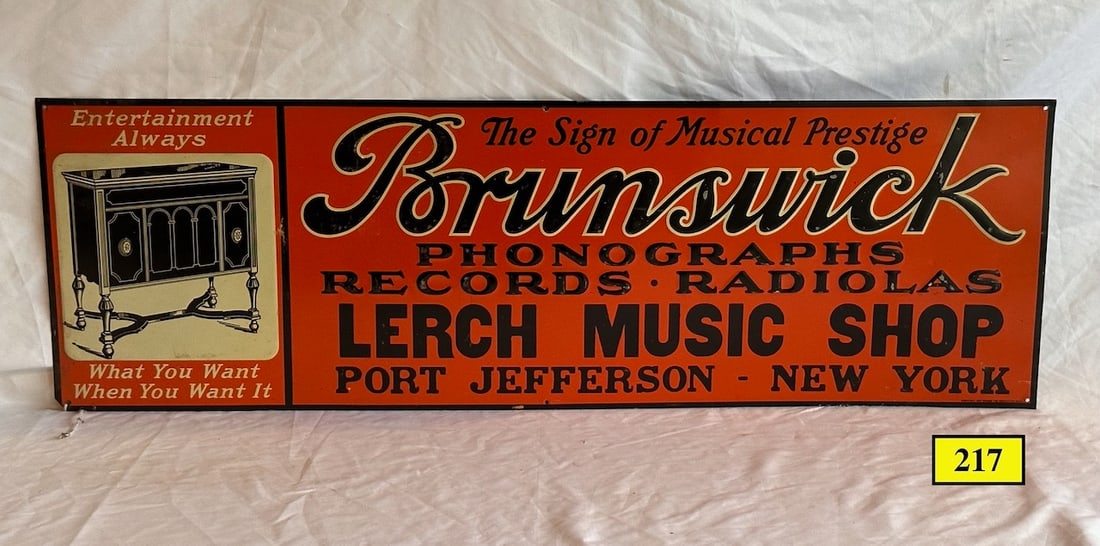 Entertainment
Always
What You Want
When You Want It
The Sign of Musical Prestige
Brunswick
PHONOGRAPHS
RECORDS · RADIOLAS
LERCH MUSIC SHOP
PORT JEFFERSON - NEW YORK
217